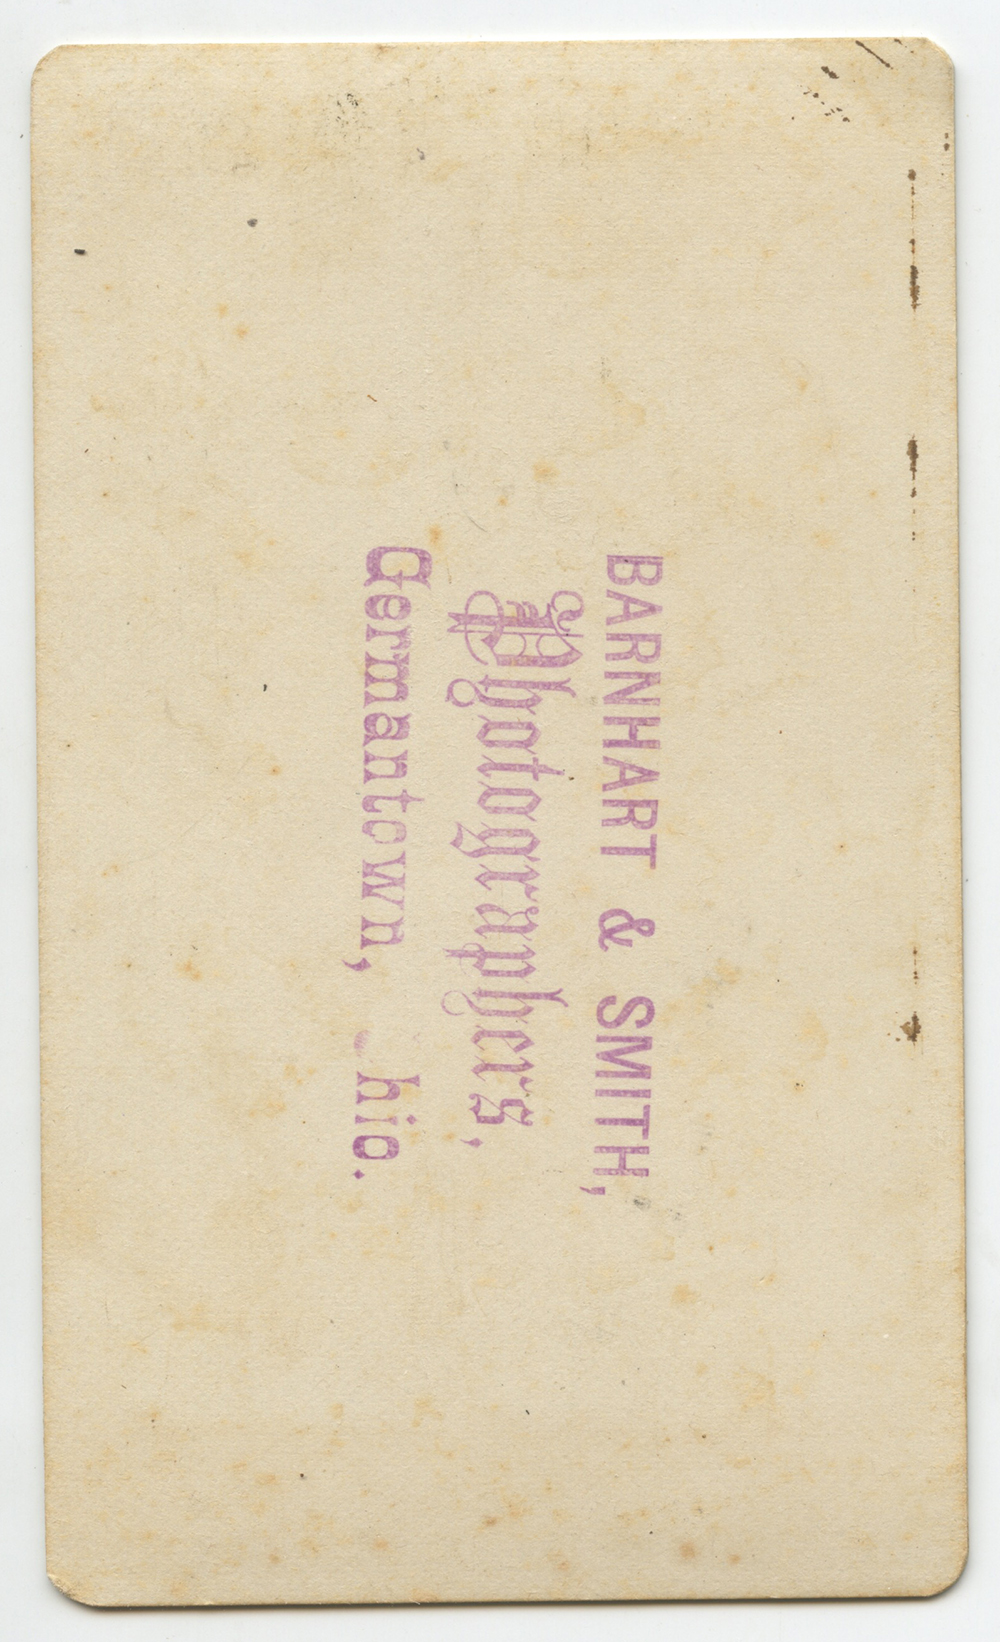 BARNHART & SMITH,
Photographers,
Germantown, hio.